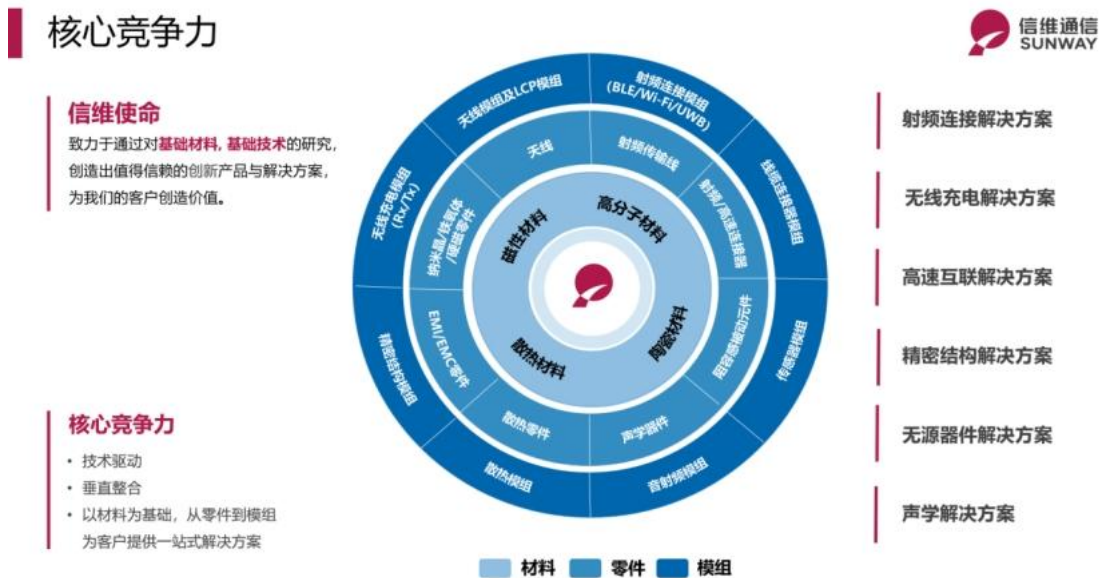 核心竞争力
信维通信
SUNWAY
信维使命
致力于通过对基础材料, 基础技术的研究，
创造出值得信赖的创新产品与解决方案，
为我们的客户创造价值。
核心竞争力
• 技术驱动
• 垂直整合
• 以材料为基础，从零件到模组
为客户提供一站式解决方案
天线模组及LCP模组
射频连接模组
(BLE/Wi-Fi/UWB)
线缆连接器模组
传感器模组
音射频模组
散热模组
精密结构模组
无线充电模组
(Rx/Tx)
天线
射频传输线
射频/高速连接器
阻容感被动元件
声学器件
散热零件
EMI/EMC零件
纳米晶/铁氧体
/硬磁零件
磁性材料
高分子材料
陶瓷材料
散热材料
射频连接解决方案
无线充电解决方案
高速互联解决方案
精密结构解决方案
无源器件解决方案
声学解决方案
材料
零件
模组